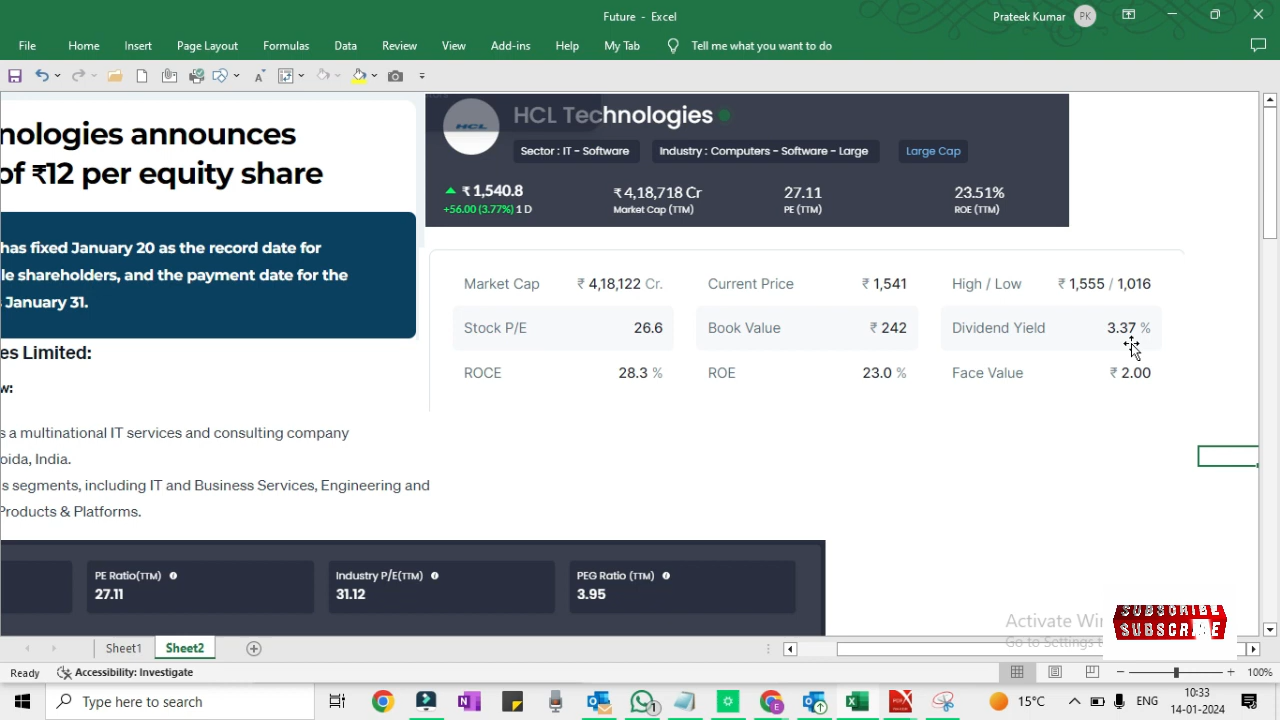 Future - Excel
Prateek Kumar
PK
File
Home
Insert
Page Layout
Formulas
Data
Review
View
Add-ins
Help
My Tab
Tell me what you want to do
nologies announces
of ₹12 per equity share
has fixed January 20 as the record date for
le shareholders, and the payment date for the
January 31.
es Limited:
w:
s a multinational IT services and consulting company
oida, India.
s segments, including IT and Business Services, Engineering and
Products & Platforms.
HCL
HCL Technologies
Sector : IT - Software
Industry : Computers - Software - Large
Large Cap
₹ 1,540.8
+56.00 (3.77%) 1 D
₹ 4,18,718 Cr
Market Cap (TTM)
27.11
PE (TTM)
23.51%
ROE (TTM)
Market Cap ₹ 4,18,122 Cr.
Current Price ₹ 1,541
High / Low ₹ 1,555 / 1,016
Stock P/E 26.6
Book Value ₹ 242
Dividend Yield 3.37 %
ROCE 28.3 %
ROE 23.0 %
Face Value ₹ 2.00
PE Ratio(TTM)
27.11
Industry P/E(TTM)
31.12
PEG Ratio (TTM)
3.95
Activate Wi
Go to Settings t
SUBSCRIBE
SUBSCRIBE
Sheet1
Sheet2
Ready
Accessibility: Investigate
100%
Type here to search
1
15°C
ENG
10:33
14-01-2024